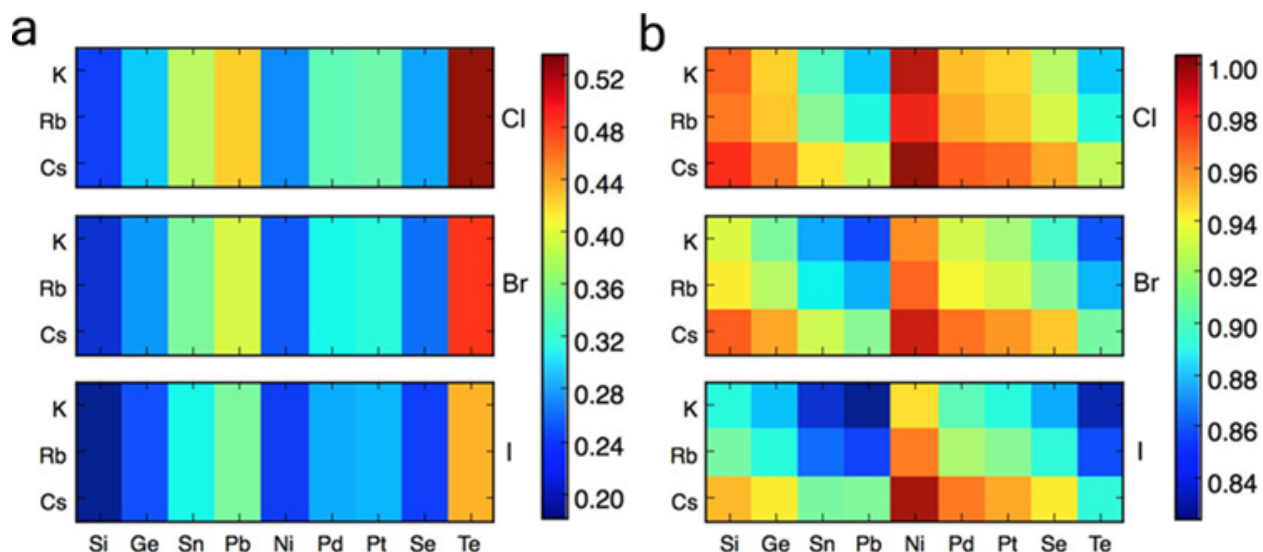 a
K
Rb
Cs
Cl
K
Rb
Cs
Br
K
Rb
Cs
I
Si Ge Sn Pb Ni Pd Pt Se Te
0.52
0.48
0.44
0.40
0.36
0.32
0.28
0.24
0.20
b
K
Rb
Cs
Cl
K
Rb
Cs
Br
K
Rb
Cs
I
Si Ge Sn Pb Ni Pd Pt Se Te
1.00
0.98
0.96
0.94
0.92
0.90
0.88
0.86
0.84